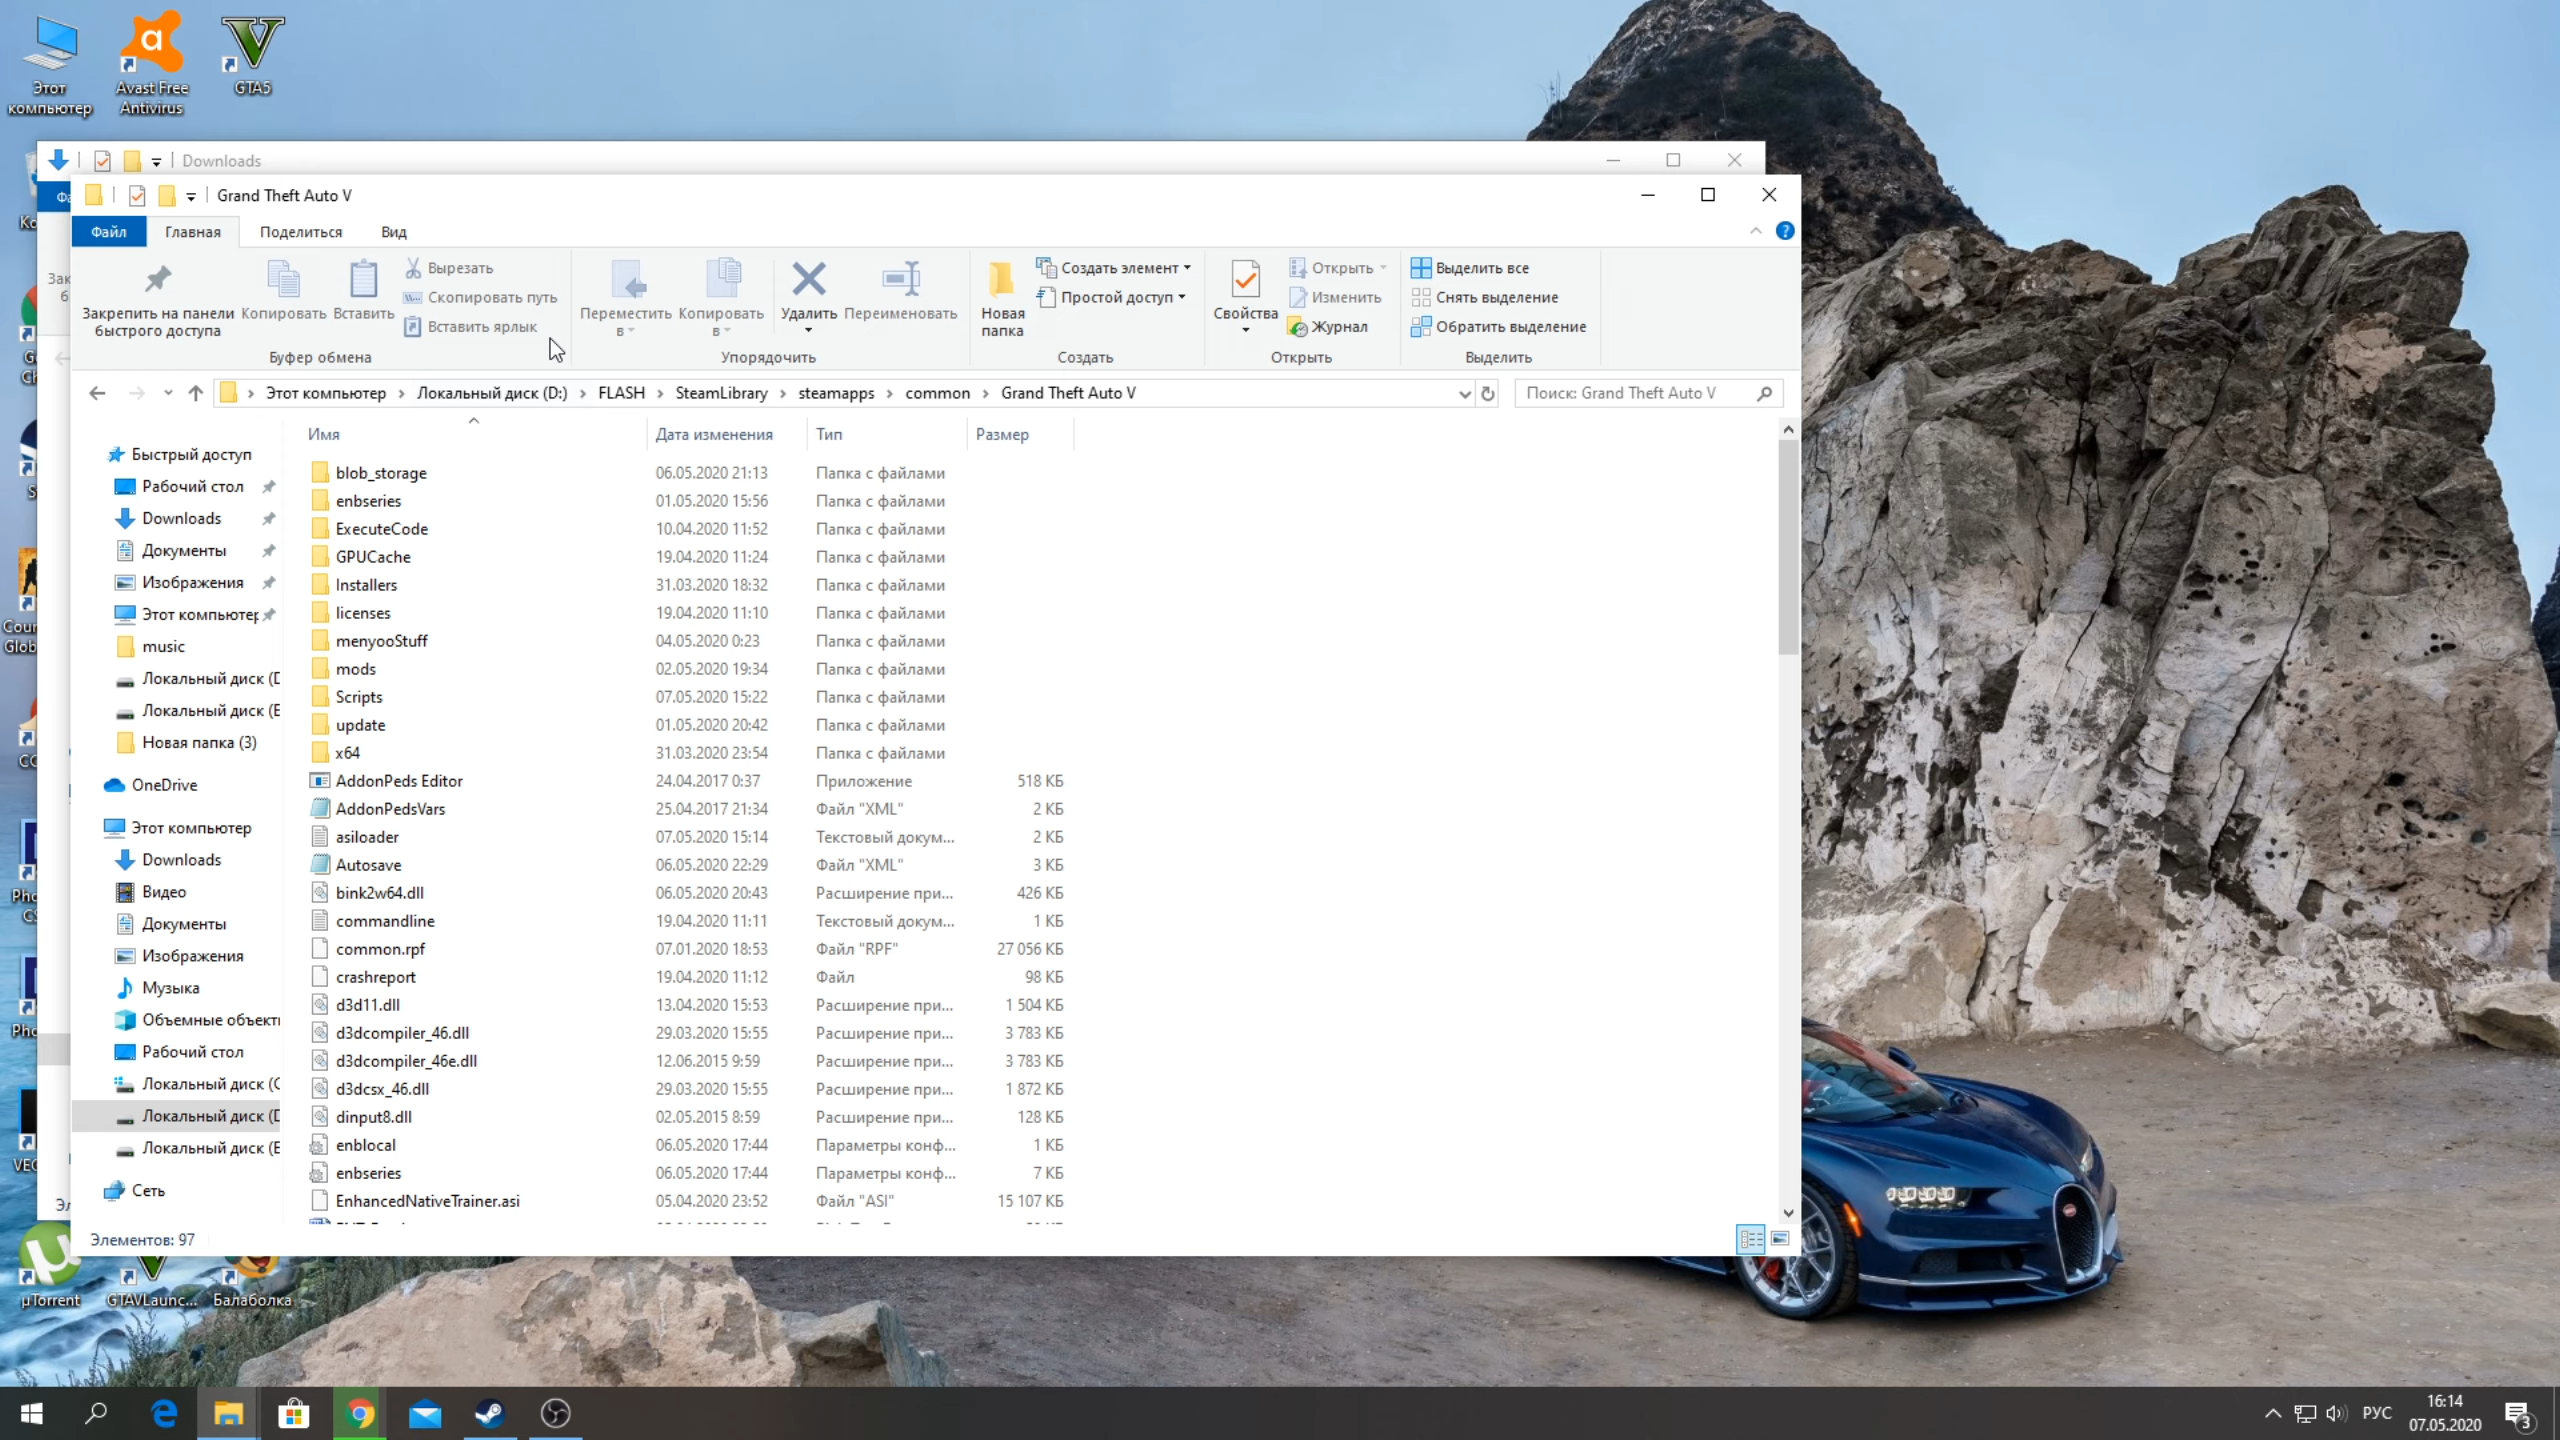 Этот
компьютер
Avast Free
Antivirus
GTA5
Downloads
Grand Theft Auto V
Файл
Главная
Поделиться
Вид
Закрепить на панели
быстрого доступа
Копировать
Вставить
Вырезать
Скопировать путь
Вставить ярлык
Буфер обмена
Переместить
в
Копировать
в
Удалить
Переименовать
Упорядочить
Новая
папка
Создать элемент
Простой доступ
Создать
Свойства
Открыть
Изменить
Журнал
Открыть
Выделить все
Снять выделение
Обратить выделение
Выделить
Этот компьютер
Локальный диск (D:)
FLASH
SteamLibrary
steamapps
common
Grand Theft Auto V
Поиск: Grand Theft Auto V
Быстрый доступ
Рабочий стол
Downloads
Документы
Изображения
Этот компьютер
music
Локальный диск (D
Локальный диск (E
Новая папка (3)
OneDrive
Этот компьютер
Downloads
Видео
Документы
Изображения
Музыка
Объемные объект
Рабочий стол
Локальный диск (C
Локальный диск (D
Локальный диск (E
Сеть
Имя Дата изменения Тип Размер
blob_storage 06.05.2020 21:13 Папка с файлами
enbseries 01.05.2020 15:56 Папка с файлами
ExecuteCode 10.04.2020 11:52 Папка с файлами
GPUCache 19.04.2020 11:24 Папка с файлами
Installers 31.03.2020 18:32 Папка с файлами
licenses 19.04.2020 11:10 Папка с файлами
menyooStuff 04.05.2020 0:23 Папка с файлами
mods 02.05.2020 19:34 Папка с файлами
Scripts 07.05.2020 15:22 Папка с файлами
update 01.05.2020 20:42 Папка с файлами
x64 31.03.2020 23:54 Папка с файлами
AddonPeds Editor 24.04.2017 0:37 Приложение 518 КБ
AddonPedsVars 25.04.2017 21:34 Файл "XML" 2 КБ
asiloader 07.05.2020 15:14 Текстовый докум... 2 КБ
Autosave 06.05.2020 22:29 Файл "XML" 3 КБ
bink2w64.dll 06.05.2020 20:43 Расширение при... 426 КБ
commandline 19.04.2020 11:11 Текстовый докум... 1 КБ
common.rpf 07.01.2020 18:53 Файл "RPF" 27 056 КБ
crashreport 19.04.2020 11:12 Файл 98 КБ
d3d11.dll 13.04.2020 15:53 Расширение при... 1 504 КБ
d3dcompiler_46.dll 29.03.2020 15:55 Расширение при... 3 783 КБ
d3dcompiler_46e.dll 12.06.2015 9:59 Расширение при... 3 783 КБ
d3dcsx_46.dll 29.03.2020 15:55 Расширение при... 1 872 КБ
dinput8.dll 02.05.2015 8:59 Расширение при... 128 КБ
enblocal 06.05.2020 17:44 Параметры конф... 1 КБ
enbseries 06.05.2020 17:44 Параметры конф... 7 КБ
EnhancedNativeTrainer.asi 05.04.2020 23:52 Файл "ASI" 15 107 КБ
Элементов: 97
µTorrent
GTAVLaunc...
Балаболка
РУС
16:14
07.05.2020
3